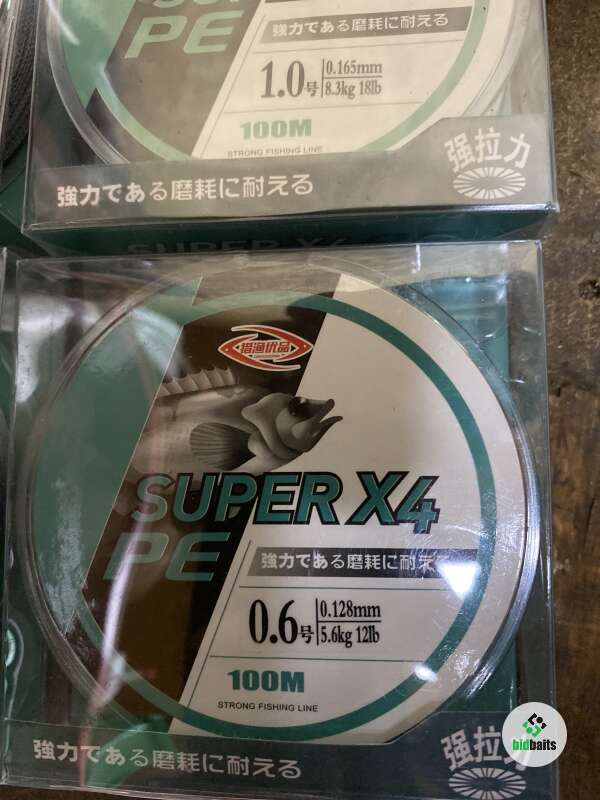 PE
強力である磨耗に耐える
1.0号
0.165mm
8.3kg 18lb
100M
STRONG FISHING LINE
强拉力
強力である磨耗に耐える
SUPER X4
猎渔优品
SUPER X4
PE
強力である磨耗に耐え
0.6号
0.128mm
5.6kg 12lb
100M
STRONG FISHING LINE
强拉力
強力である磨耗に耐える
bidbaits